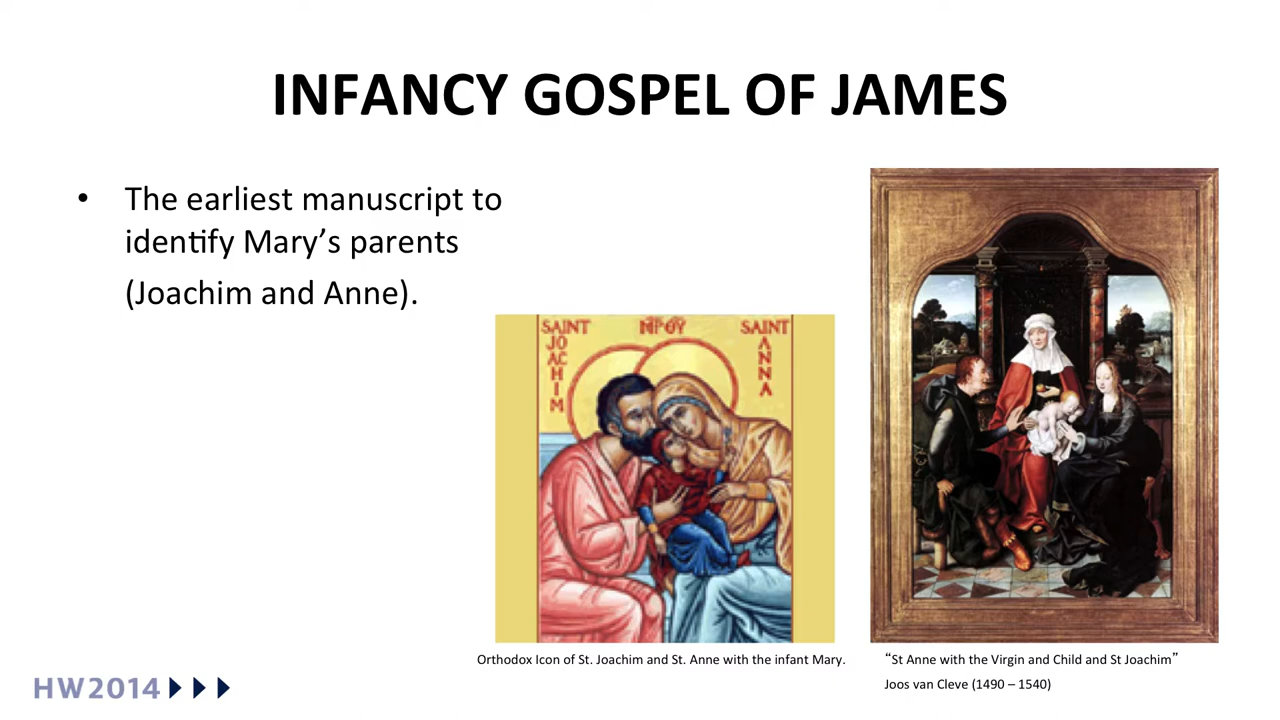 INFANCY GOSPEL OF JAMES
• The earliest manuscript to
identify Mary’s parents
(Joachim and Anne).
SAINT JOACHIM
ΜΡ ΘΥ
SAINT ANNA
Orthodox Icon of St. Joachim and St. Anne with the infant Mary.
“St Anne with the Virgin and Child and St Joachim”
Joos van Cleve (1490 – 1540)
HW2014